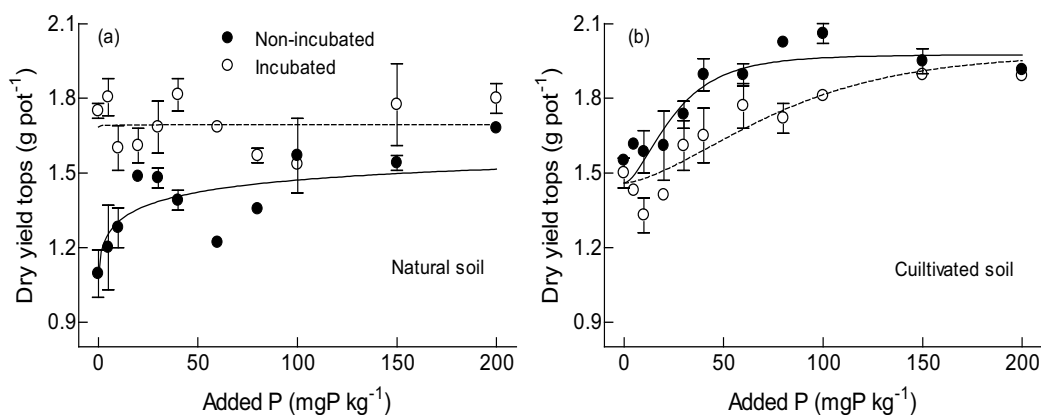 (a)
Non-incubated
Incubated
Dry yield tops (g pot⁻¹)
2.1
1.8
1.5
1.2
0.9
Natural soil
0
50
100
150
200
Added P (mgP kg⁻¹)
(b)
Dry yield tops (g pot⁻¹)
2.1
1.8
1.5
1.2
0.9
Cuiltivated soil
0
50
100
150
200
Added P (mgP kg⁻¹)